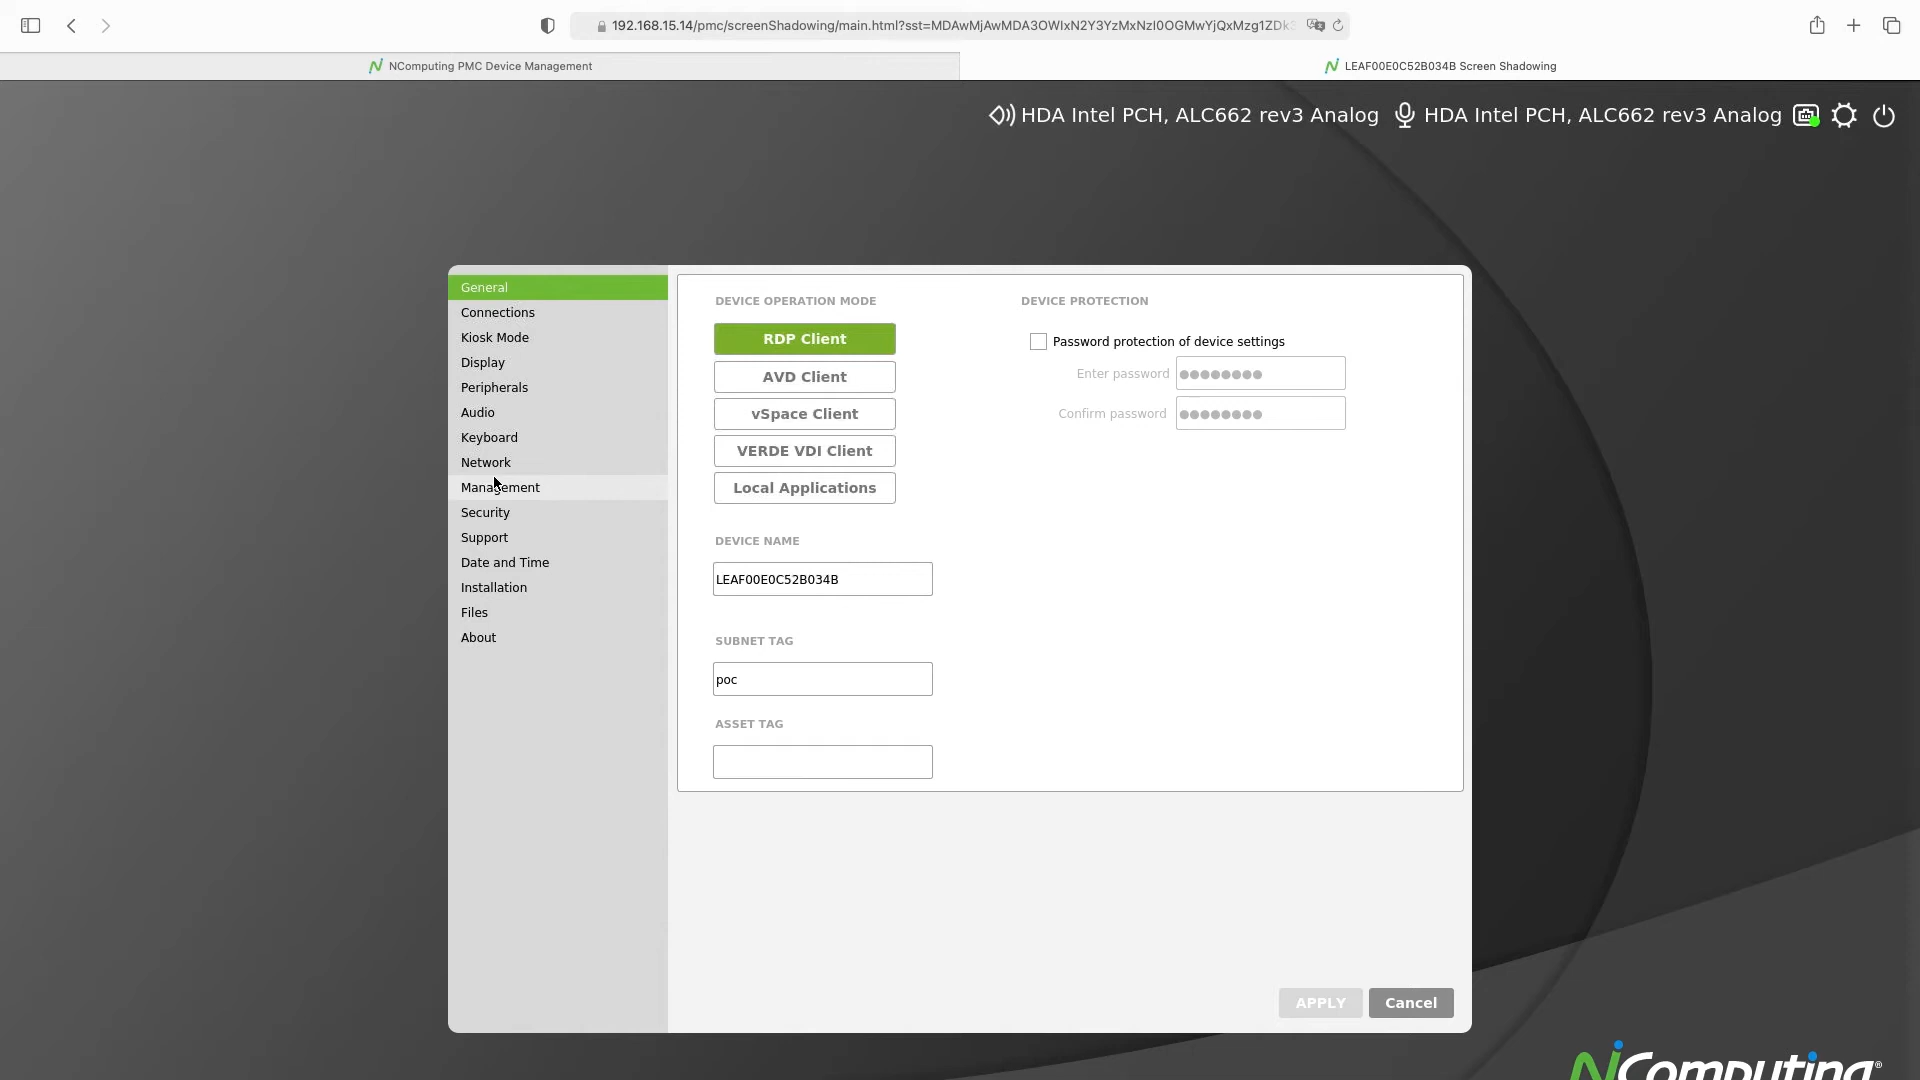 192.168.15.14/pmc/screenShadowing/main.html?sst=
NComputing PMC Device Management
LEAF00E0C52B034B Screen Shadowing
HDA Intel PCH, ALC662 rev3 Analog
HDA Intel PCH, ALC662 rev3 Analog
General
Connections
Kiosk Mode
Display
Peripherals
Audio
Keyboard
Network
Management
Security
Support
Date and Time
Installation
Files
About
DEVICE OPERATION MODE
RDP Client
AVD Client
vSpace Client
VERDE VDI Client
Local Applications
DEVICE NAME
LEAF00E0C52B034B
SUBNET TAG
poc
ASSET TAG
DEVICE PROTECTION
Password protection of device settings
Enter password ●●●●●●●●
Confirm password ●●●●●●●●
APPLY
Cancel
NComputing®